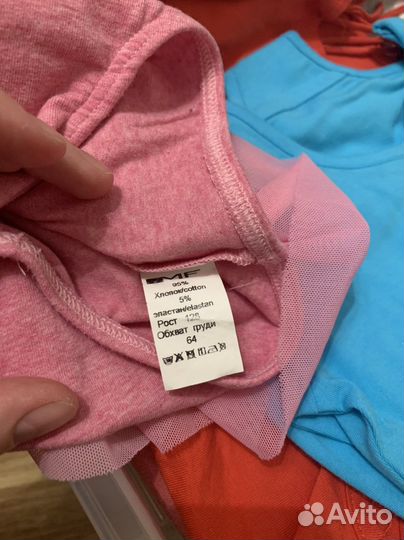 95%
Хлопок/cotton
5%
эластан/elastan
Рост 128
Обхват груди
64
Avito